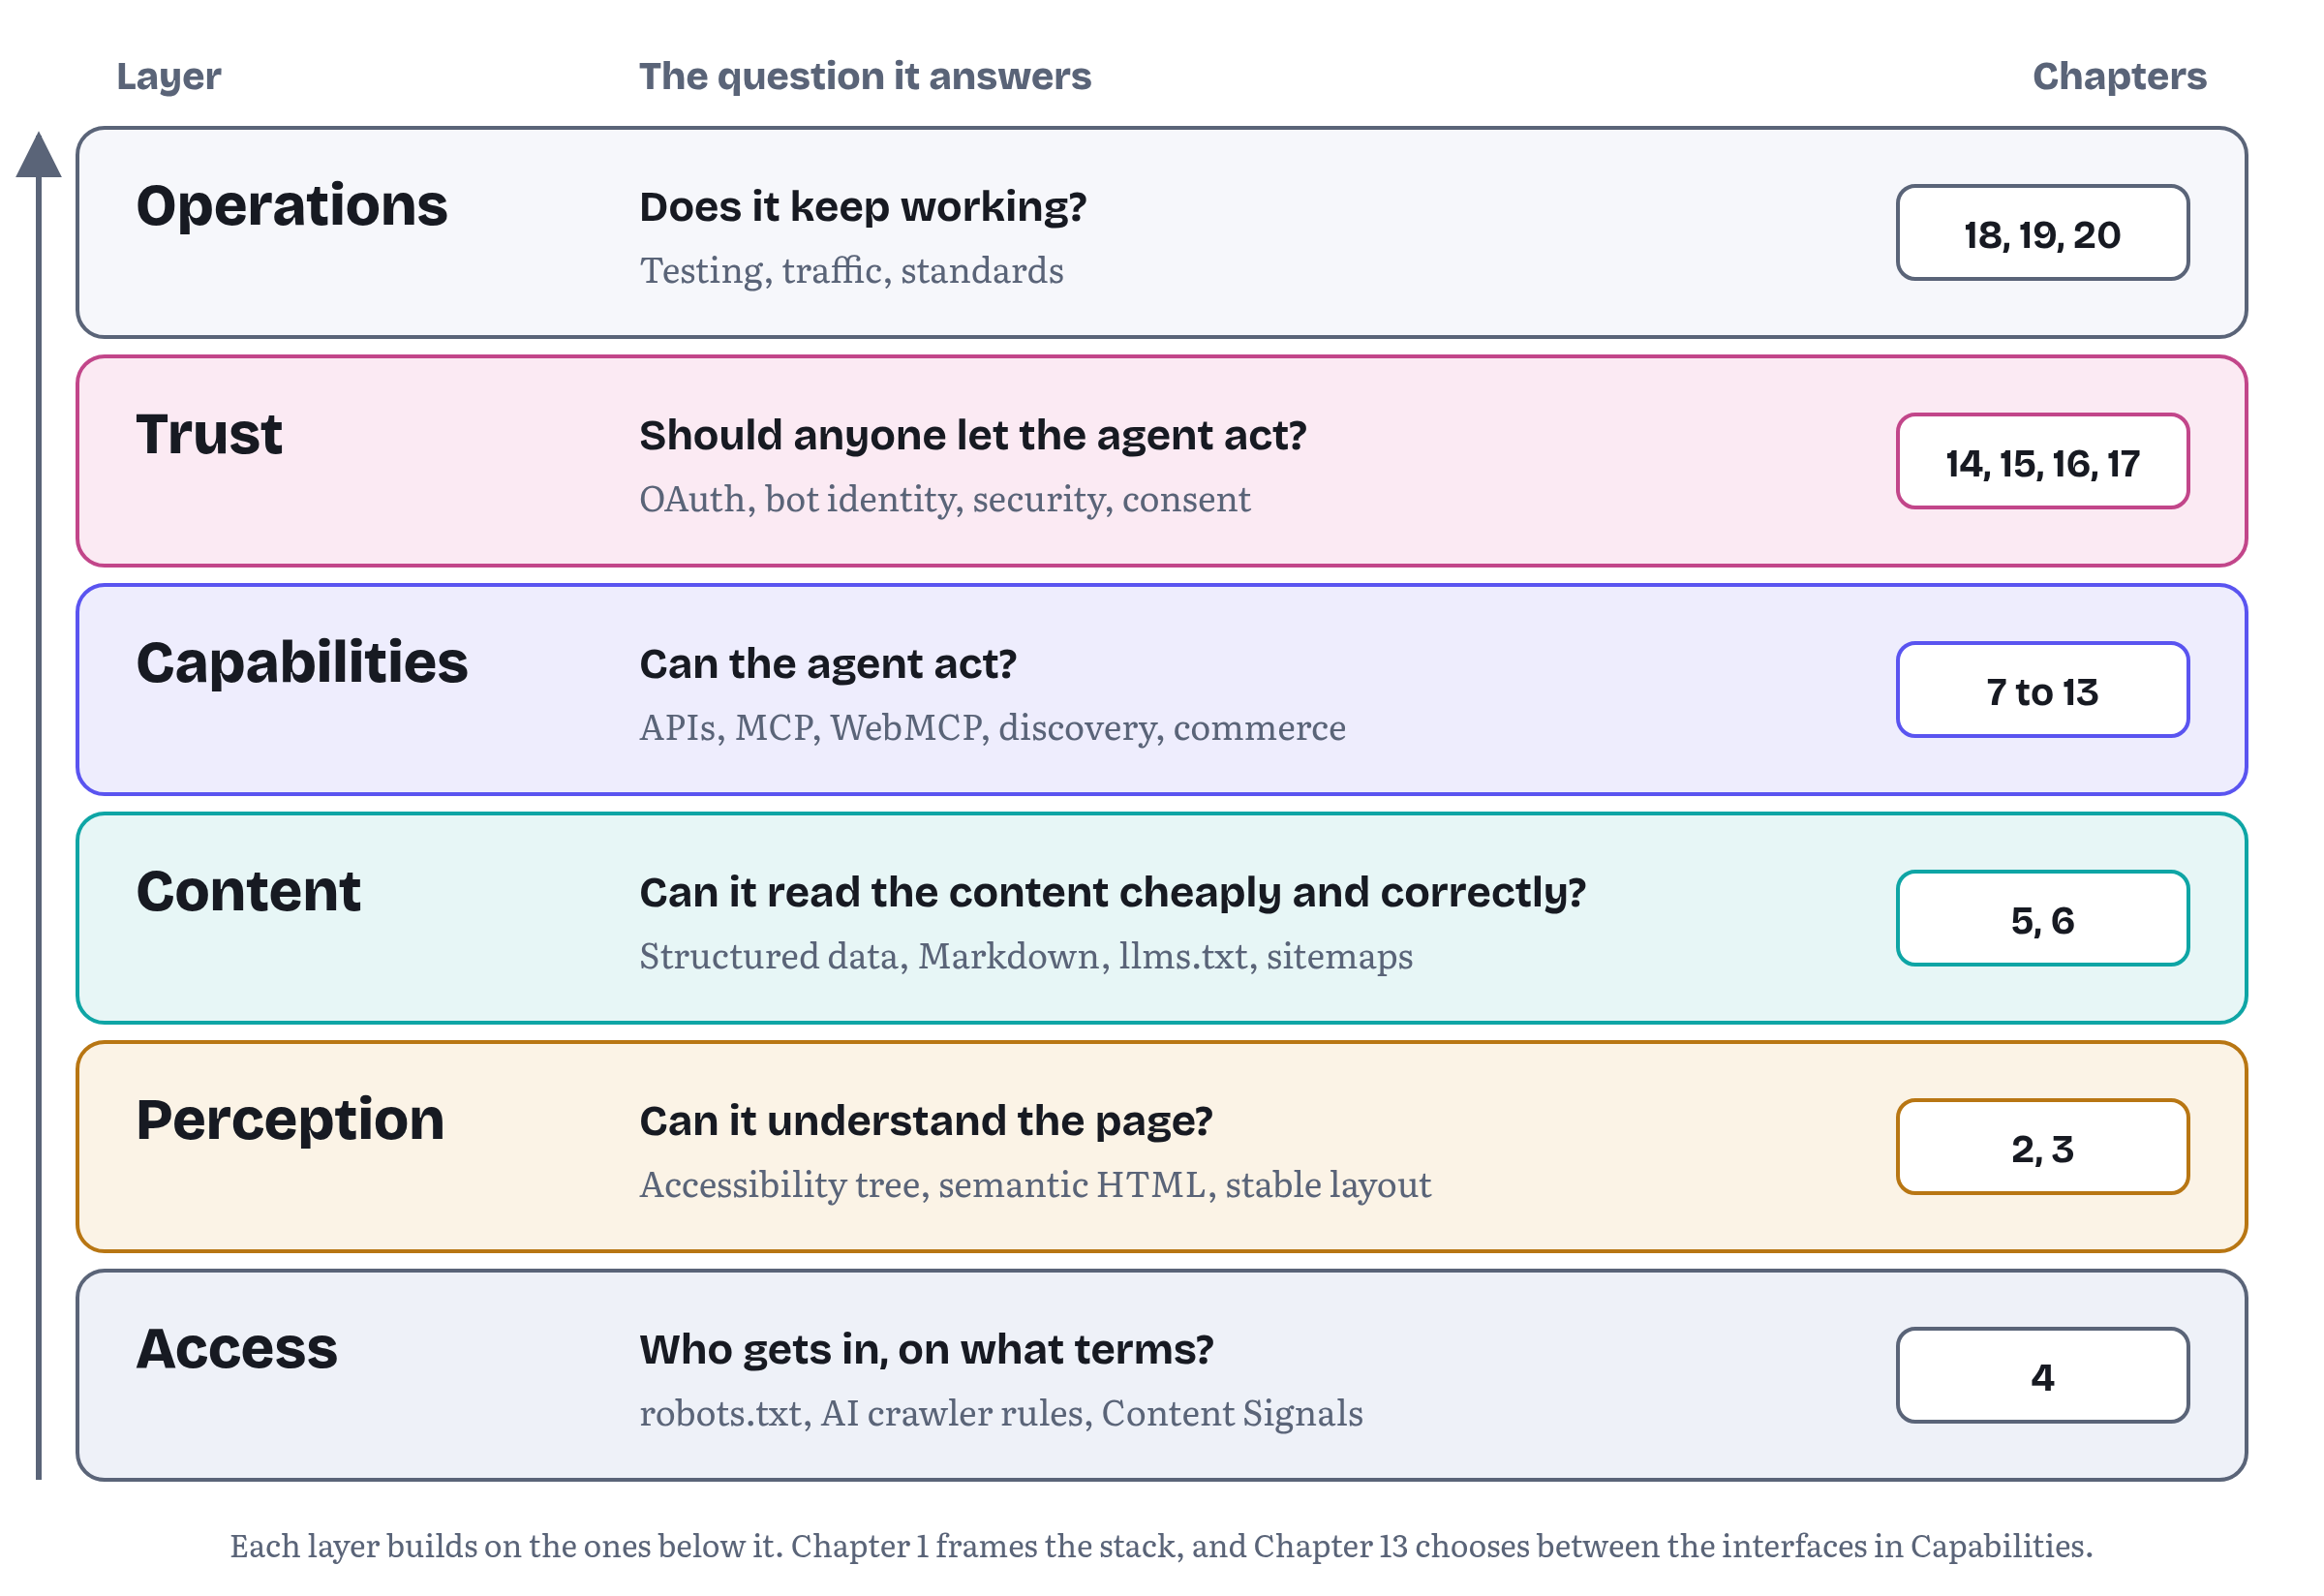 Layer
The question it answers
Chapters
Operations
Does it keep working?
Testing, traffic, standards
18, 19, 20
Trust
Should anyone let the agent act?
OAuth, bot identity, security, consent
14, 15, 16, 17
Capabilities
Can the agent act?
APIs, MCP, WebMCP, discovery, commerce
7 to 13
Content
Can it read the content cheaply and correctly?
Structured data, Markdown, llms.txt, sitemaps
5, 6
Perception
Can it understand the page?
Accessibility tree, semantic HTML, stable layout
2, 3
Access
Who gets in, on what terms?
robots.txt, AI crawler rules, Content Signals
4
Each layer builds on the ones below it. Chapter 1 frames the stack, and Chapter 13 chooses between the interfaces in Capabilities.